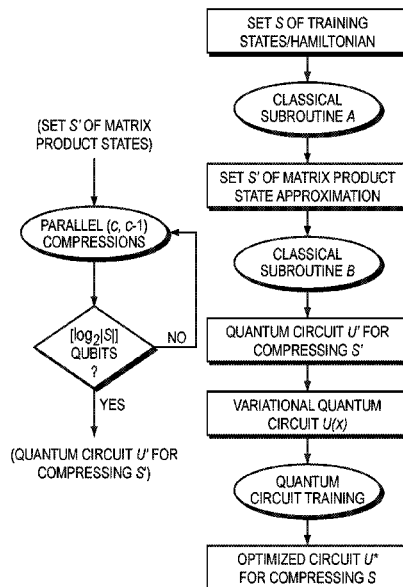 (SET S' OF MATRIX
PRODUCT STATES)
PARALLEL (c, c-1)
COMPRESSIONS
⌈log₂|S|⌉
QUBITS
?
NO
YES
(QUANTUM CIRCUIT U' FOR
COMPRESSING S')
SET S OF TRAINING
STATES/HAMILTONIAN
CLASSICAL
SUBROUTINE A
SET S' OF MATRIX PRODUCT
STATE APPROXIMATION
CLASSICAL
SUBROUTINE B
QUANTUM CIRCUIT U' FOR
COMPRESSING S'
VARIATIONAL QUANTUM
CIRCUIT U(x)
QUANTUM
CIRCUIT TRAINING
OPTIMIZED CIRCUIT U*
FOR COMPRESSING S